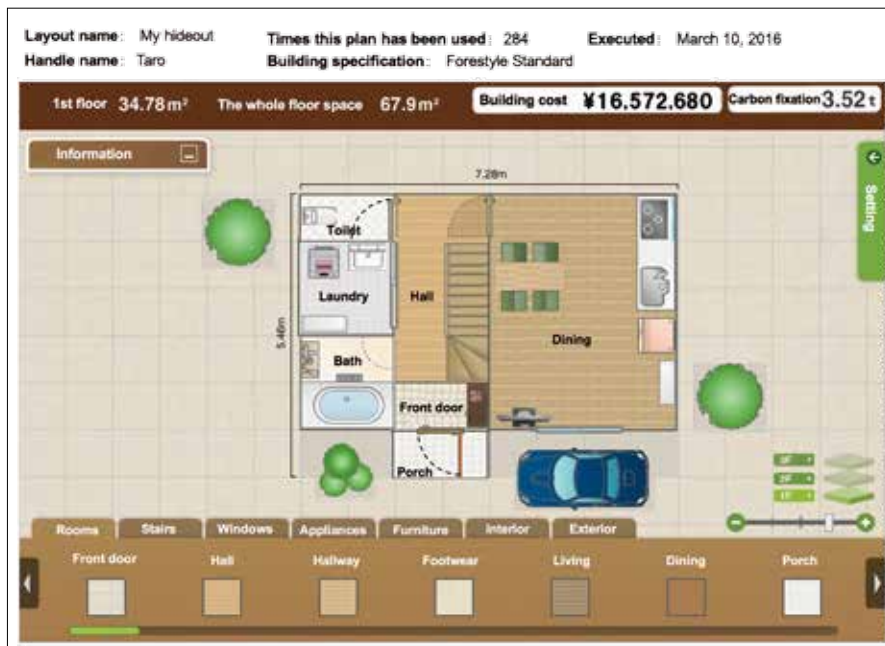 Layout name: My hideout Times this plan has been used: 284 Executed: March 10, 2016
Handle name: Taro Building specification: Forestyle Standard
1st floor 34.78m² The whole floor space 67.9m² Building cost ¥16,572,680 Carbon fixation 3.52 t
Information
Setting
7.28m
5.46m
Toilet
Laundry
Hall
Dining
Bath
Front door
Porch
3F
2F
1F
Rooms Stairs Windows Appliances Furniture Interior Exterior
Front door Hall Hallway Footwear Living Dining Porch